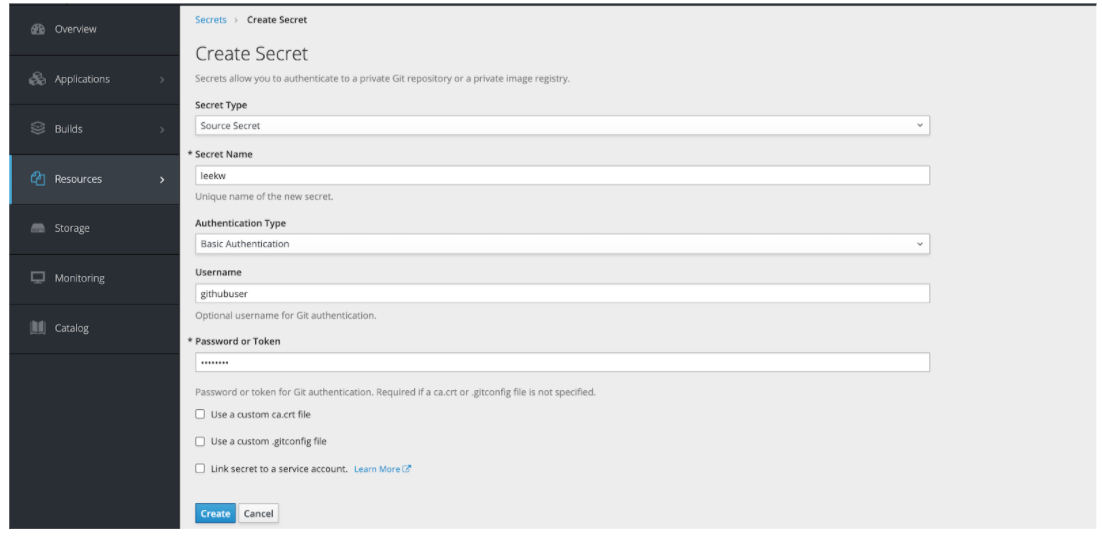 Overview
Applications
Builds
Resources
Storage
Monitoring
Catalog
Secrets > Create Secret
Create Secret
Secrets allow you to authenticate to a private Git repository or a private image registry.
Secret Type
Source Secret
* Secret Name
leekw
Unique name of the new secret.
Authentication Type
Basic Authentication
Username
githubuser
Optional username for Git authentication.
* Password or Token
••••••••
Password or token for Git authentication. Required if a ca.crt or .gitconfig file is not specified.
Use a custom ca.crt file
Use a custom .gitconfig file
Link secret to a service account. Learn More
Create Cancel